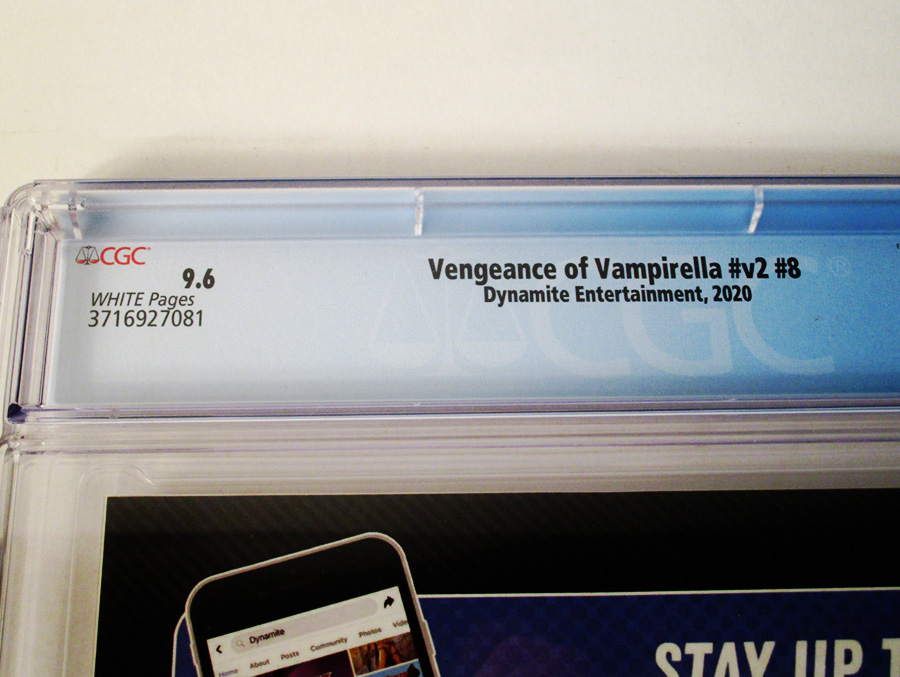 CGC®
9.6
WHITE Pages
3716927081
Vengeance of Vampirella #v2 #8
Dynamite Entertainment, 2020
CGC®
Dynamite
Home About Posts Community Photos
STAY UP